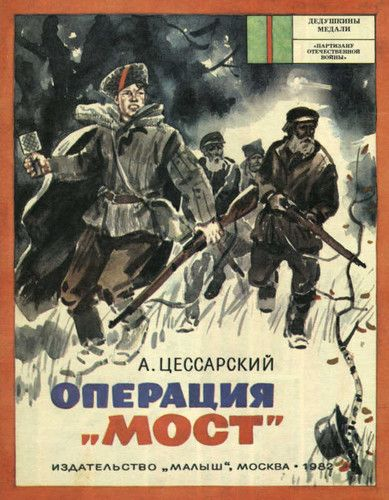 ДЕДУШКИНЫ
МЕДАЛИ
«ПАРТИЗАНУ
ОТЕЧЕСТВЕННОЙ
ВОЙНЫ»
А. ЦЕССАРСКИЙ
ОПЕРАЦИЯ
„МОСТ"
ИЗДАТЕЛЬСТВО „МАЛЫШ", МОСКВА • 1982